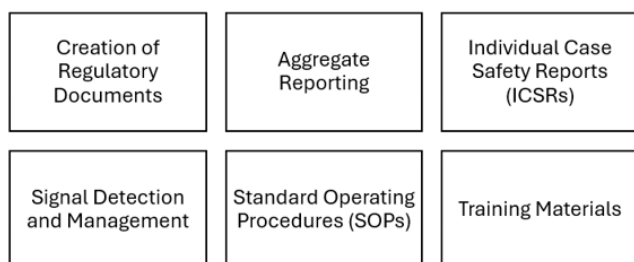 Creation of
Regulatory
Documents
Aggregate
Reporting
Individual Case
Safety Reports
(ICSRs)
Signal Detection
and Management
Standard Operating
Procedures (SOPs)
Training Materials